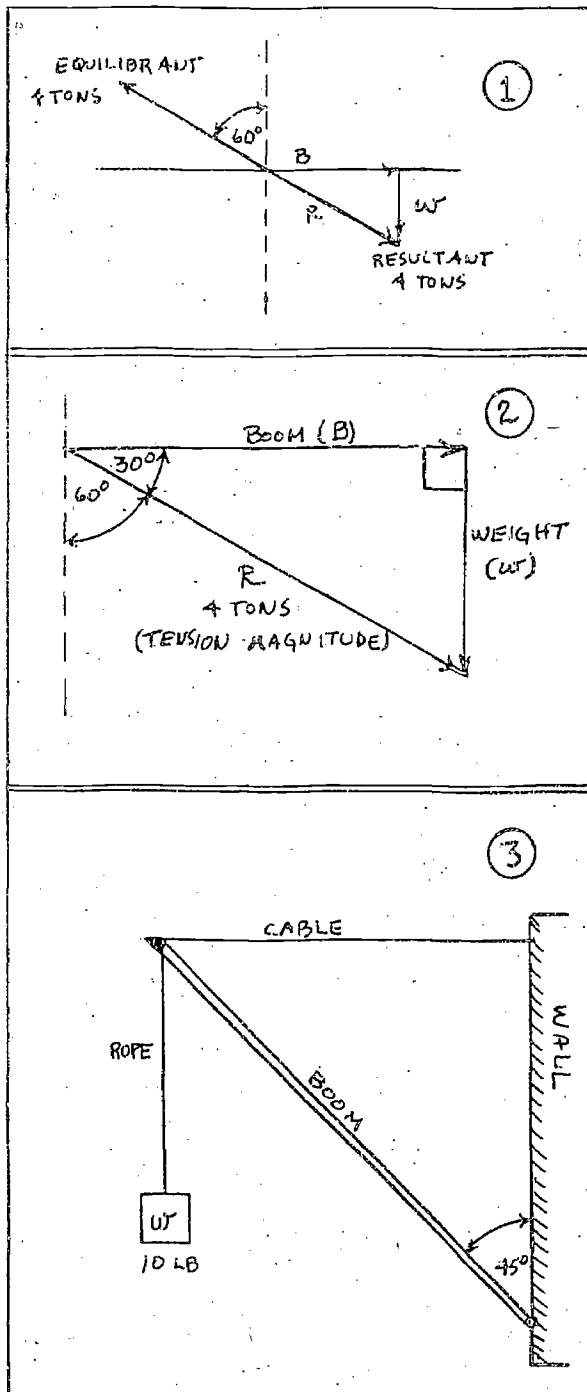 1
EQUILIBRANT
4 TONS
60°
B
R
W
RESULTANT
4 TONS
2
BOOM (B)
30°
60°
R
4 TONS
(TENSION MAGNITUDE)
WEIGHT
(W)
3
CABLE
ROPE
BOOM
WALL
W
10 LB
45°